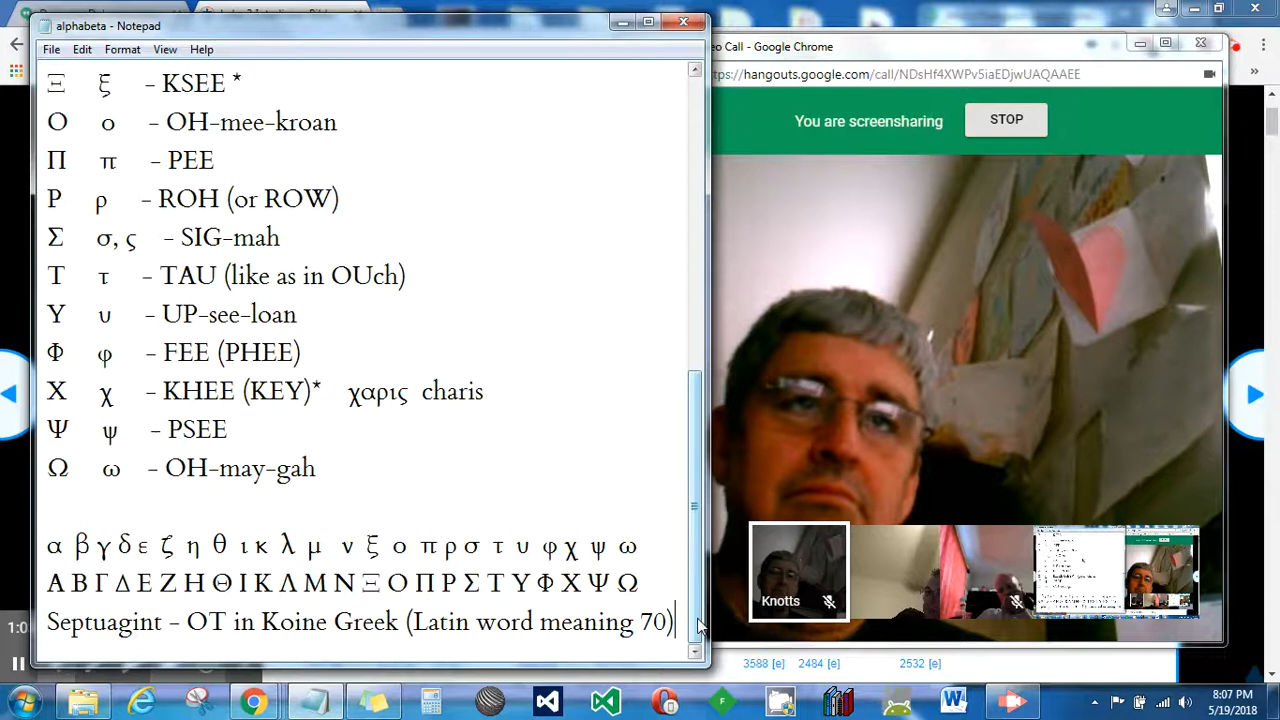 alphabeta - Notepad
File Edit Format View Help
Ξ ξ - KSEE *
Ο ο - OH-mee-kroan
Π π - PEE
Ρ ρ - ROH (or ROW)
Σ σ, ς - SIG-mah
Τ τ - TAU (like as in OUch)
Υ υ - UP-see-loan
Φ φ - FEE (PHEE)
Χ χ - KHEE (KEY)* χαρις charis
Ψ ψ - PSEE
Ω ω - OH-may-gah
α β γ δ ε ζ η θ ι κ λ μ ν ξ ο π ρ σ τ υ φ χ ψ ω
Α Β Γ Δ Ε Ζ Η Θ Ι Κ Λ Μ Ν Ξ Ο Π Ρ Σ Τ Υ Φ Χ Ψ Ω
Septuagint - OT in Koine Greek (Latin word meaning 70)
eo Call - Google Chrome
ttps://hangouts.google.com/call/NDsHf4XWPv5iaEDjwUAQAAEE
You are screensharing STOP
Knotts
3588 [e] 2484 [e] 2532 [e]
8:07 PM
5/19/2018